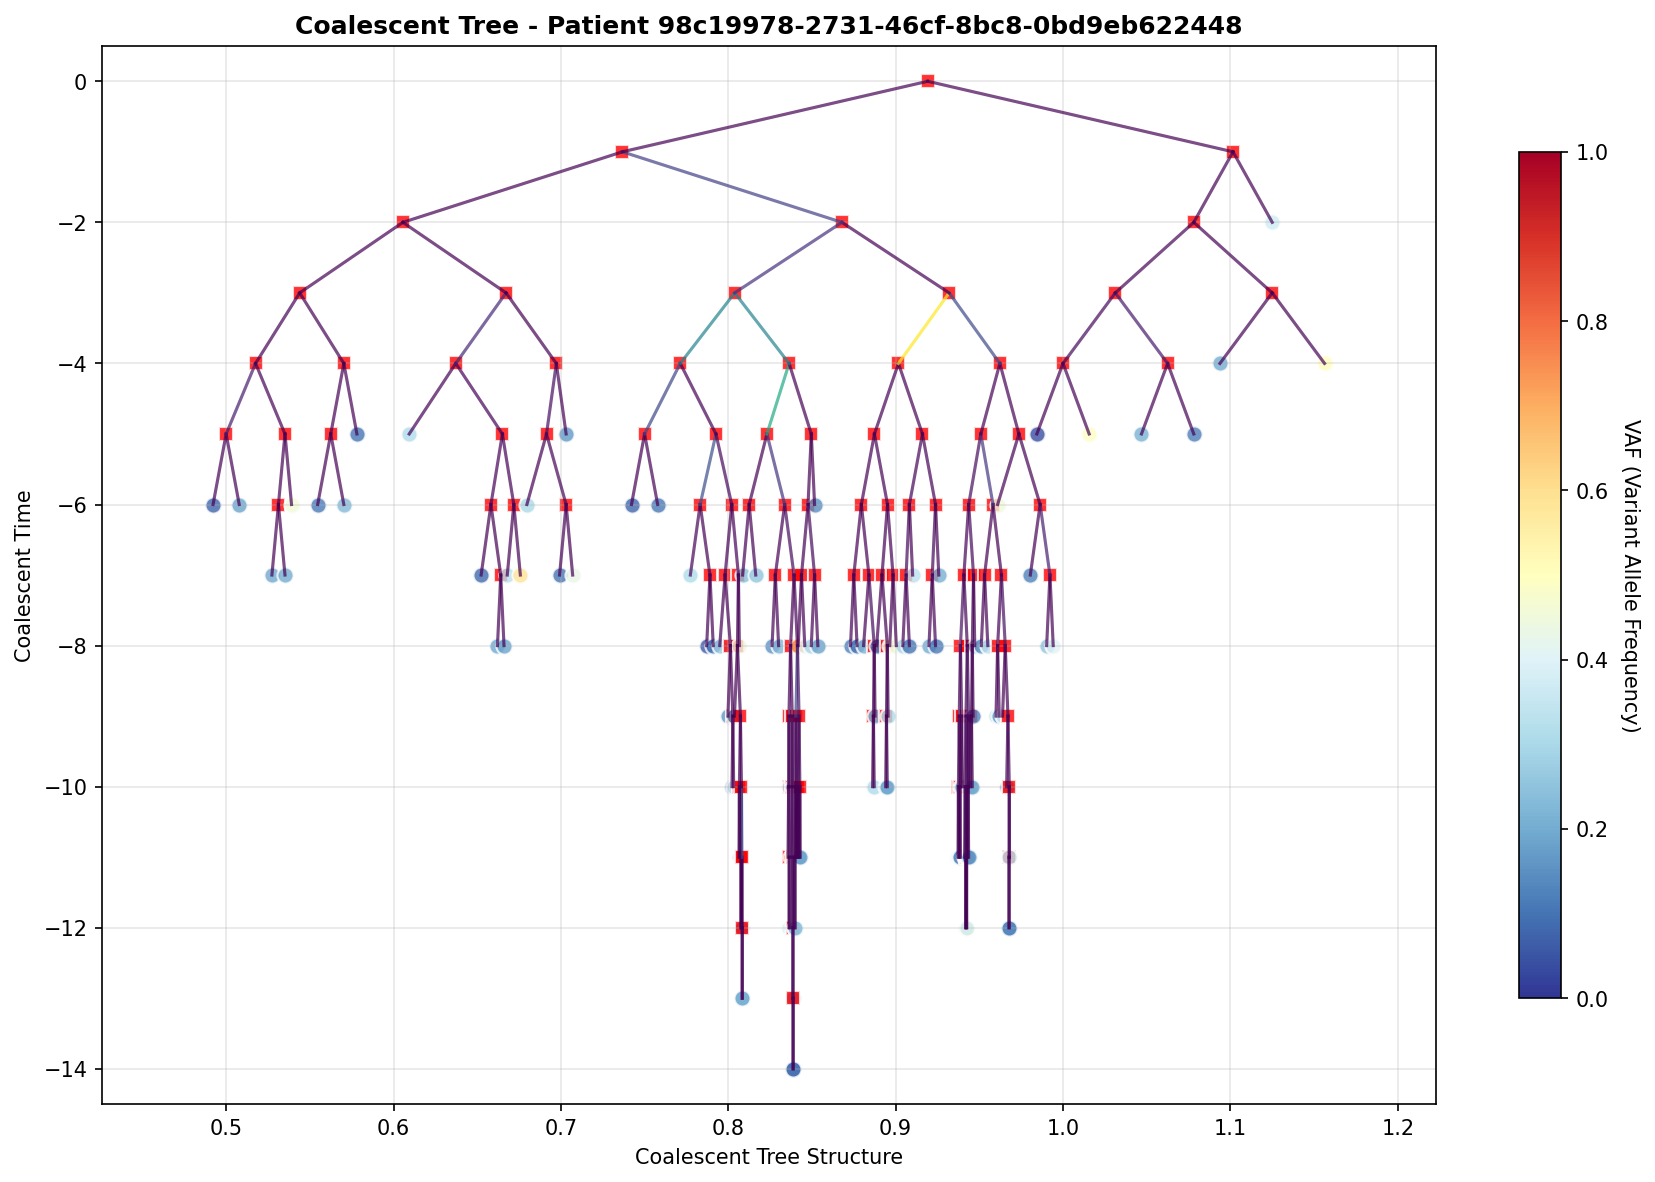 Coalescent Tree - Patient 98c19978-2731-46cf-8bc8-0bd9eb622448
0
−2
−4
−6
−8
−10
−12
−14
Coalescent Time
0.5 0.6 0.7 0.8 0.9 1.0 1.1 1.2
Coalescent Tree Structure
1.0
0.8
0.6
0.4
0.2
0.0
VAF (Variant Allele Frequency)